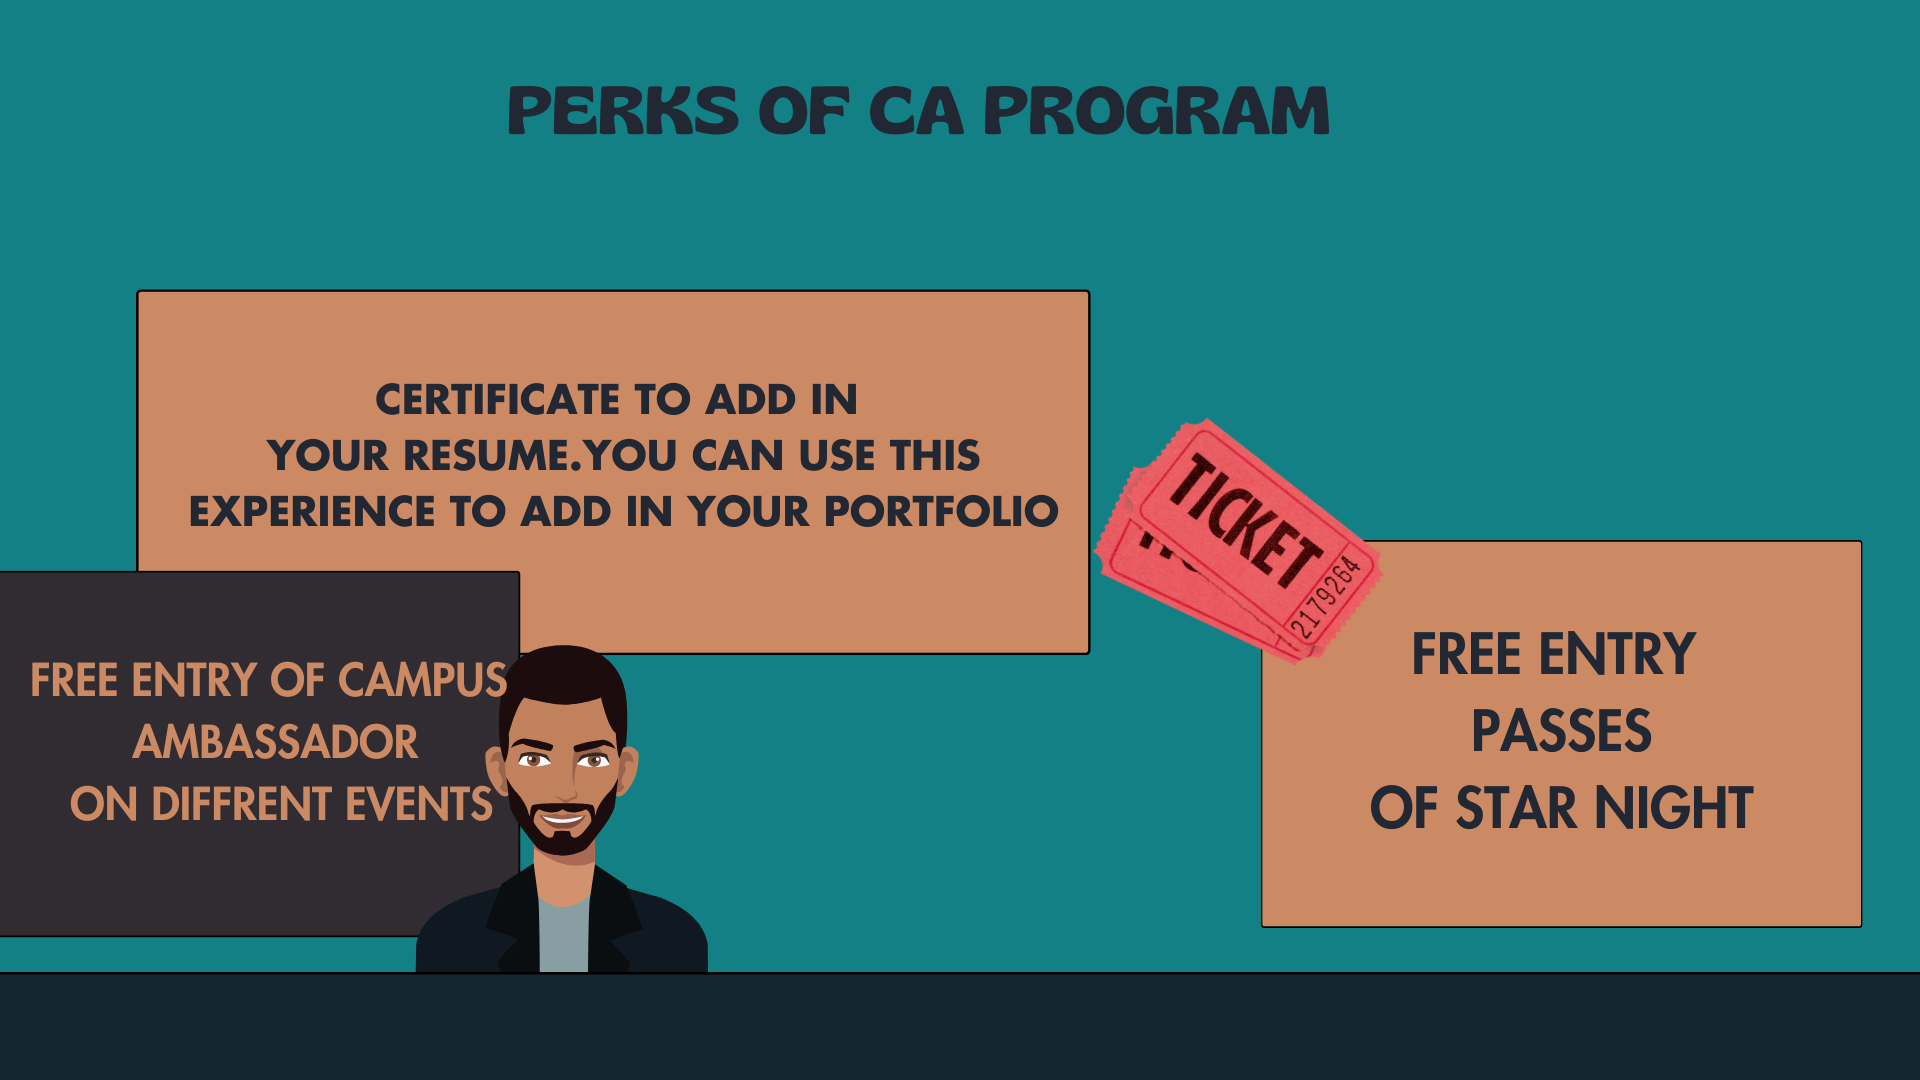 PERKS OF CA PROGRAM
CERTIFICATE TO ADD IN
YOUR RESUME.YOU CAN USE THIS
EXPERIENCE TO ADD IN YOUR PORTFOLIO
TICKET
2179264
FREE ENTRY OF CAMPUS
AMBASSADOR
ON DIFFRENT EVENTS
FREE ENTRY
PASSES
OF STAR NIGHT